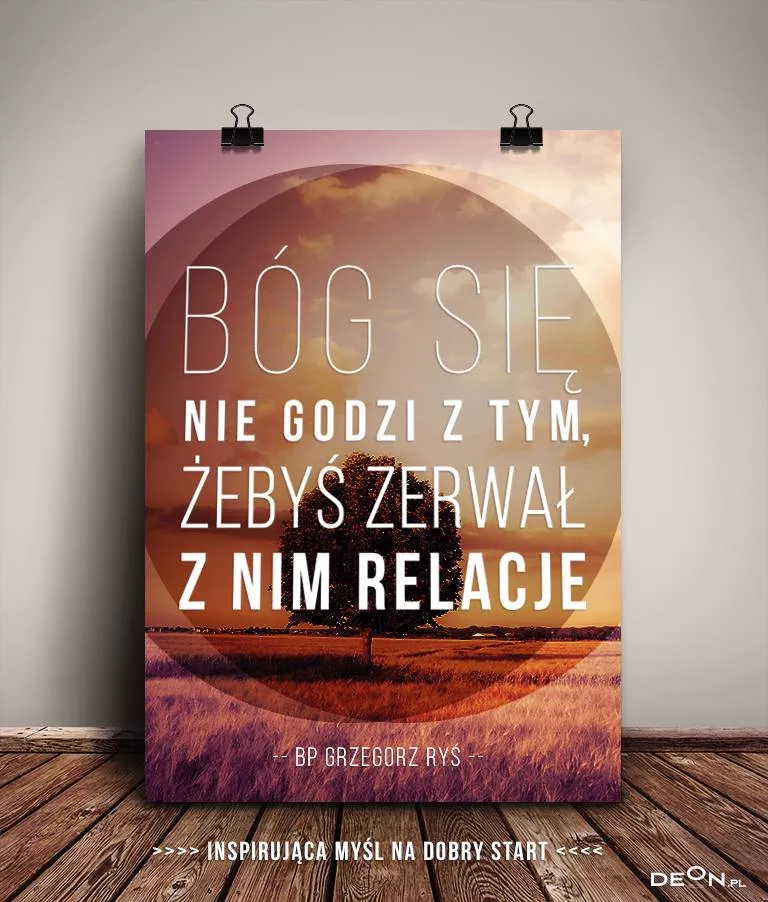 BÓG SIĘ
NIE GODZI Z TYM,
ŻEBYŚ ZERWAŁ
Z NIM RELACJE
-- BP GRZEGORZ RYŚ --
>>>> INSPIRUJĄCA MYŚL NA DOBRY START <<<<
DEON.PL